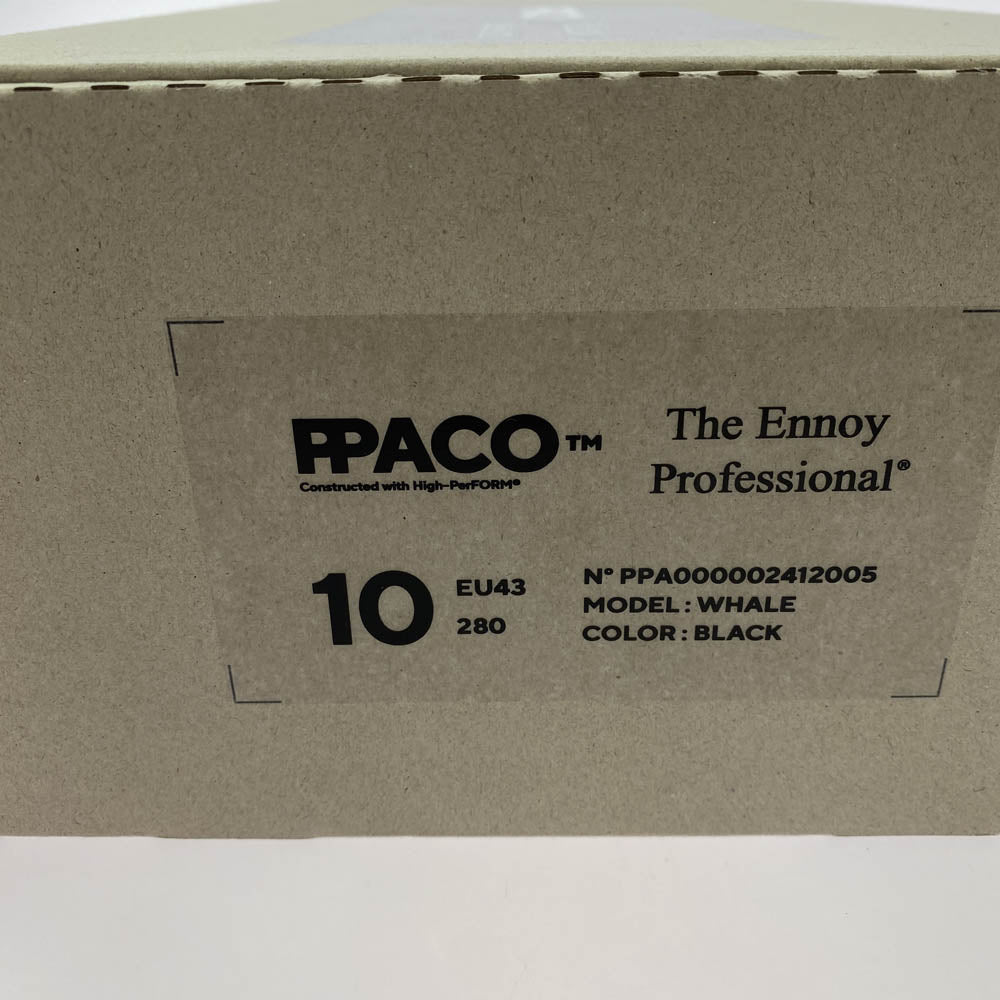 PPACO™
Constructed with High-PerFORM®
The Ennoy
Professional®
10
EU43
280
N° PPA000002412005
MODEL : WHALE
COLOR : BLACK